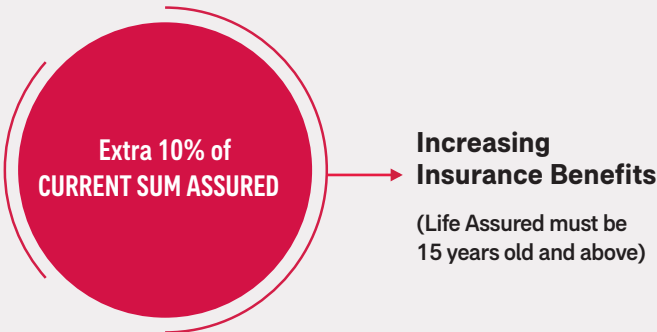 Extra 10% of
CURRENT SUM ASSURED
Increasing
Insurance Benefits
(Life Assured must be
15 years old and above)